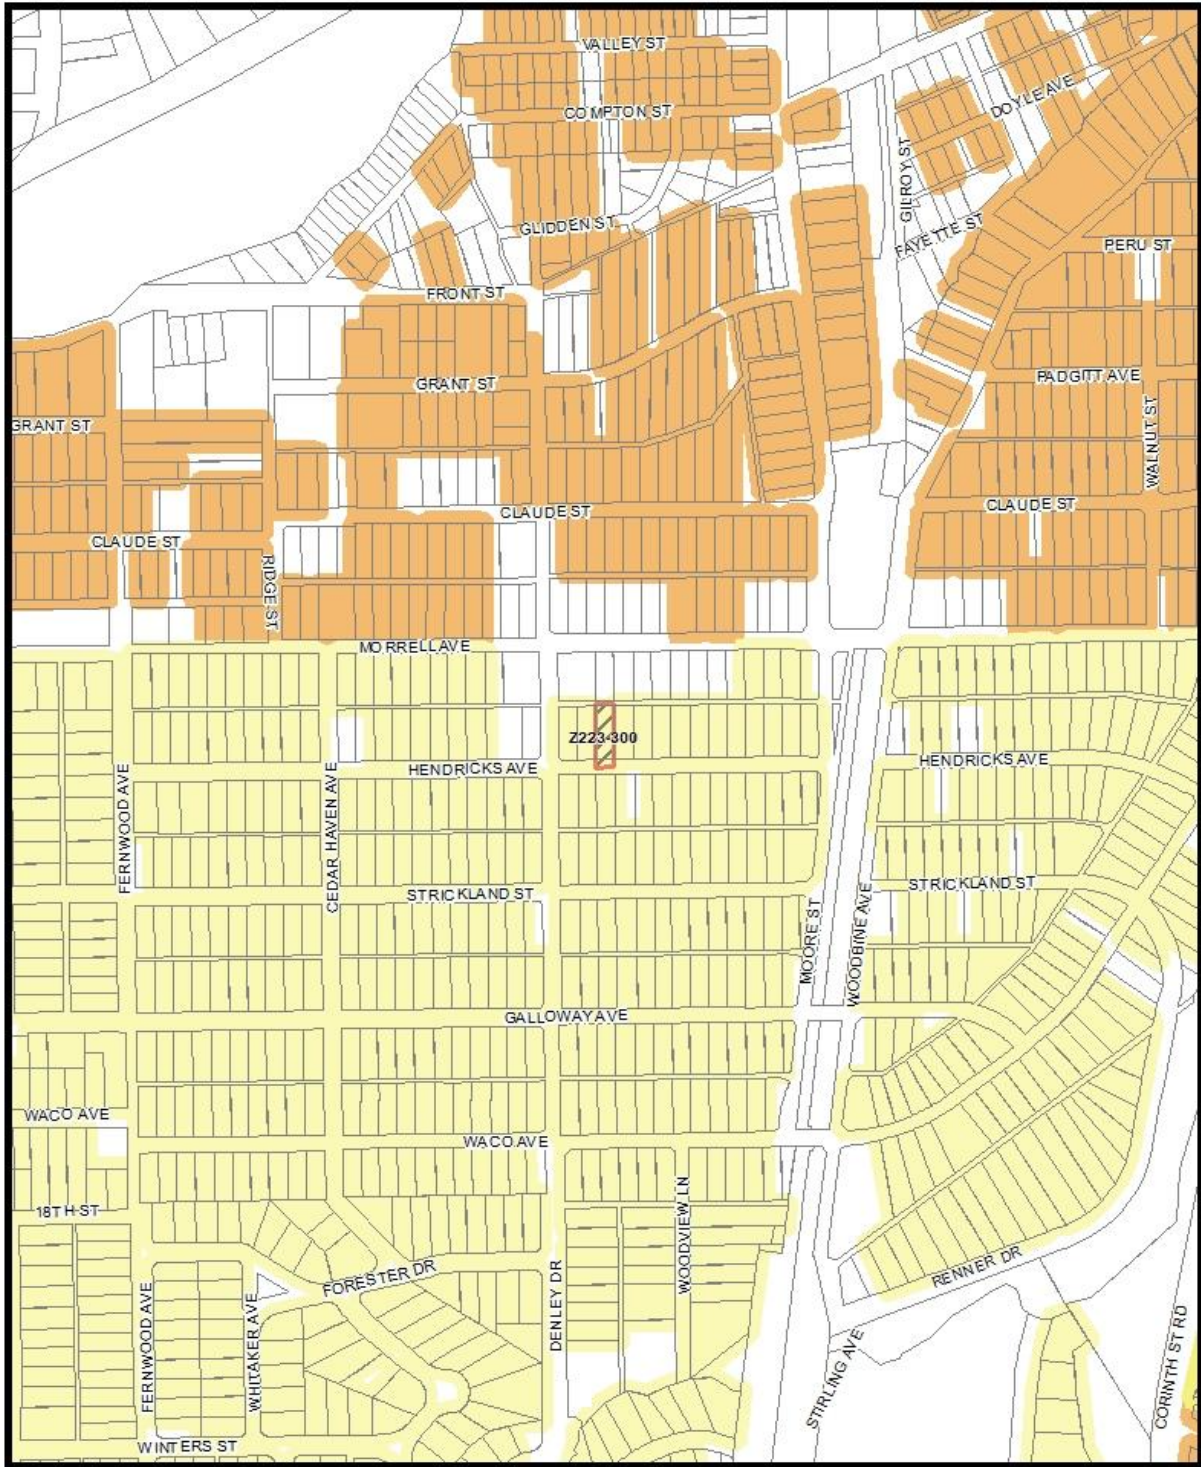 VALLEY ST
COMPTON ST
DOYLE AVE
GILROY ST
GLIDDEN ST
FAYETTE ST
PERU ST
FRONT ST
GRANT ST
PADGITT AVE
GRANT ST
WALNUT ST
CLAUDE ST
CLAUDE ST
CLAUDE ST
RIDGE ST
MORRELL AVE
Z223-300
HENDRICKS AVE
HENDRICKS AVE
FERNWOOD AVE
CEDAR HAVEN AVE
STRICKLAND ST
STRICKLAND ST
MOORE ST
WOODBINE AVE
GALLOWAY AVE
WACO AVE
WACO AVE
18TH ST
WOODVIEW LN
FORESTER DR
RENNER DR
DENLEY DR
FERNWOOD AVE
WHITAKER AVE
STIRLING AVE
CORINTH ST RD
WINTERS ST